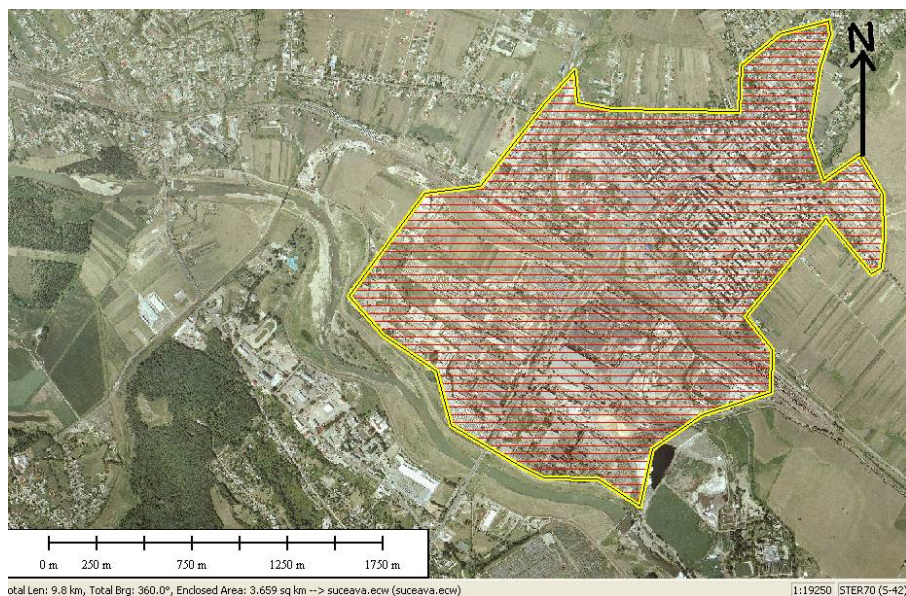 N
0 m 250 m 750 m 1250 m 1750 m
otal Len: 9.8 km, Total Brg: 360.0°, Enclosed Area: 3.659 sq km --> suceava.ecw (suceava.ecw) 1:19250 STER70 (S-42)